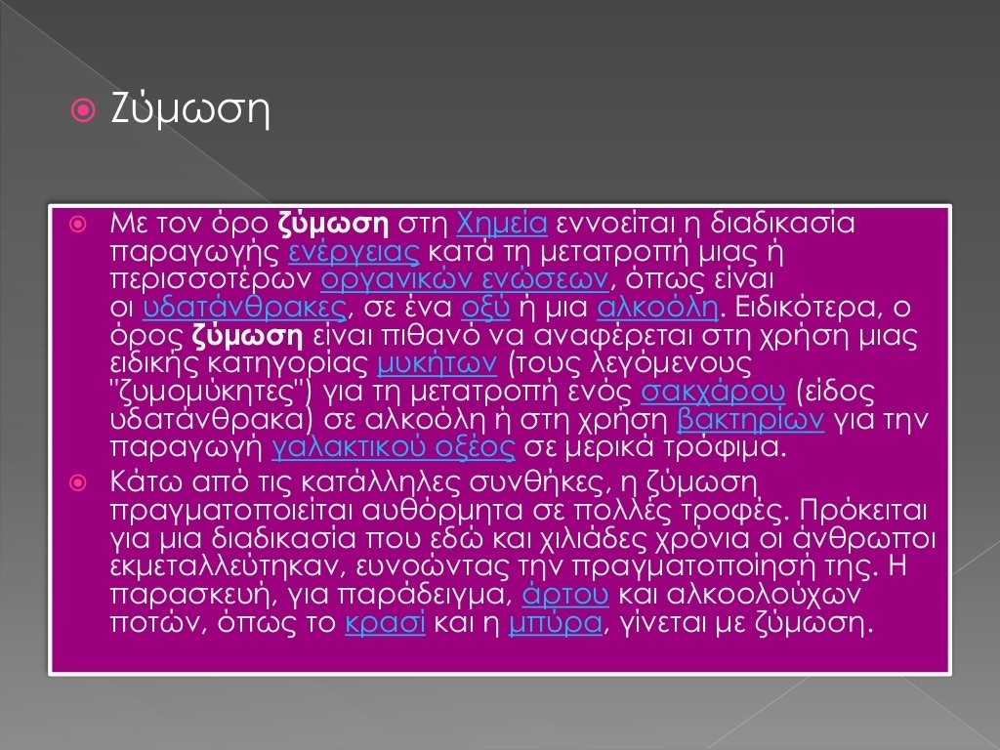 Ζύμωση
Με τον όρο ζύμωση στη Χημεία εννοείται η διαδικασία
παραγωγής ενέργειας κατά τη μετατροπή μιας ή
περισσοτέρων οργανικών ενώσεων, όπως είναι
οι υδατάνθρακες, σε ένα οξύ ή μια αλκοόλη. Ειδικότερα, ο
όρος ζύμωση είναι πιθανό να αναφέρεται στη χρήση μιας
ειδικής κατηγορίας μυκήτων (τους λεγόμενους
"ζυμομύκητες") για τη μετατροπή ενός σακχάρου (είδος
υδατάνθρακα) σε αλκοόλη ή στη χρήση βακτηρίων για την
παραγωγή γαλακτικού οξέος σε μερικά τρόφιμα.
Κάτω από τις κατάλληλες συνθήκες, η ζύμωση
πραγματοποιείται αυθόρμητα σε πολλές τροφές. Πρόκειται
για μια διαδικασία που εδώ και χιλιάδες χρόνια οι άνθρωποι
εκμεταλλεύτηκαν, ευνοώντας την πραγματοποίησή της. Η
παρασκευή, για παράδειγμα, άρτου και αλκοολούχων
ποτών, όπως το κρασί και η μπύρα, γίνεται με ζύμωση.